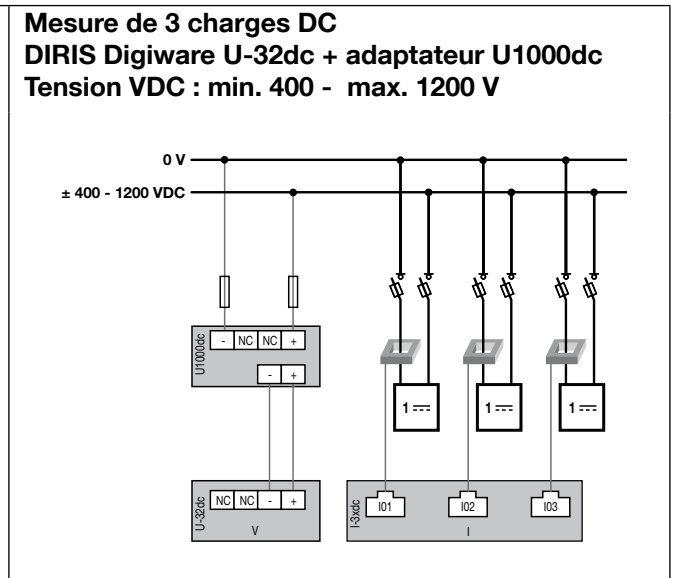 Mesure de 3 charges DC
DIRIS Digiware U-32dc + adaptateur U1000dc
Tension VDC : min. 400 - max. 1200 V
0 V
± 400 - 1200 VDC
U1000dc
- NC NC +
- +
1 1 1
U-32dc
NC NC - +
V
I-3xdc
I01 I02 I03
I